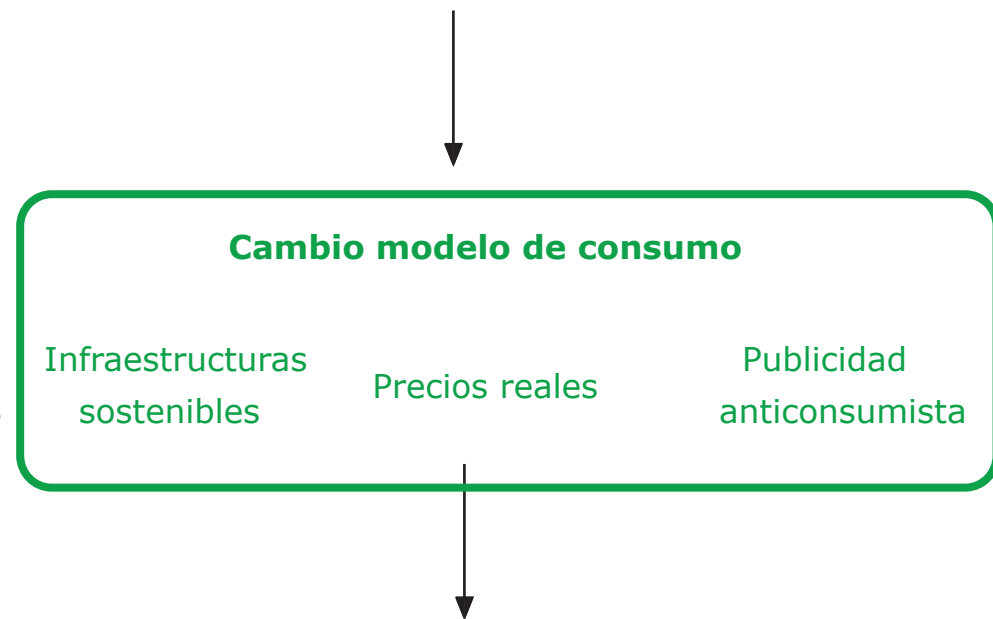 Cambio modelo de consumo
Infraestructuras
sostenibles
Precios reales
Publicidad
anticonsumista